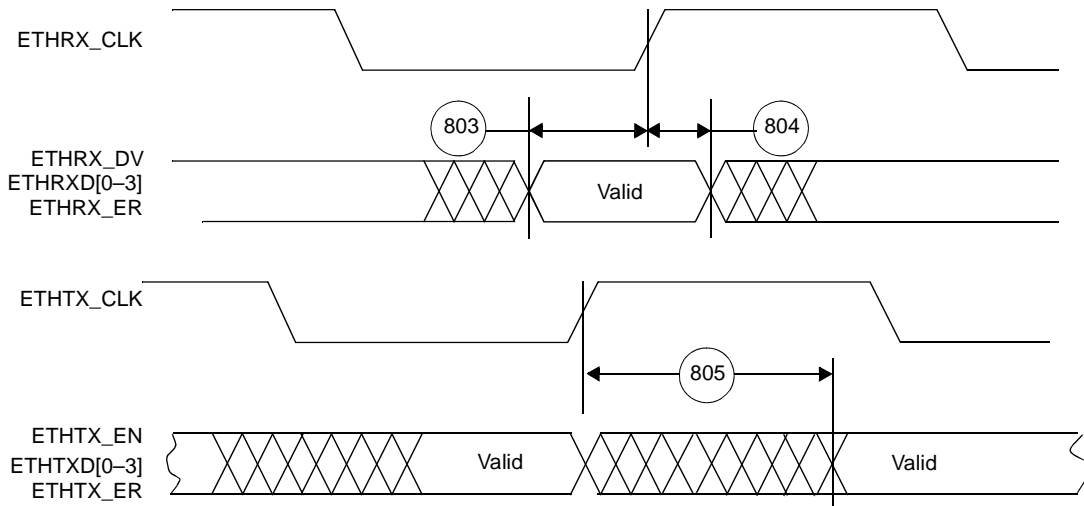 ETHRX_CLK
803
804
ETHRX_DV
ETHRXD[0–3]
ETHRX_ER
Valid
ETHTX_CLK
805
ETHTX_EN
ETHTXD[0–3]
ETHTX_ER
Valid
Valid